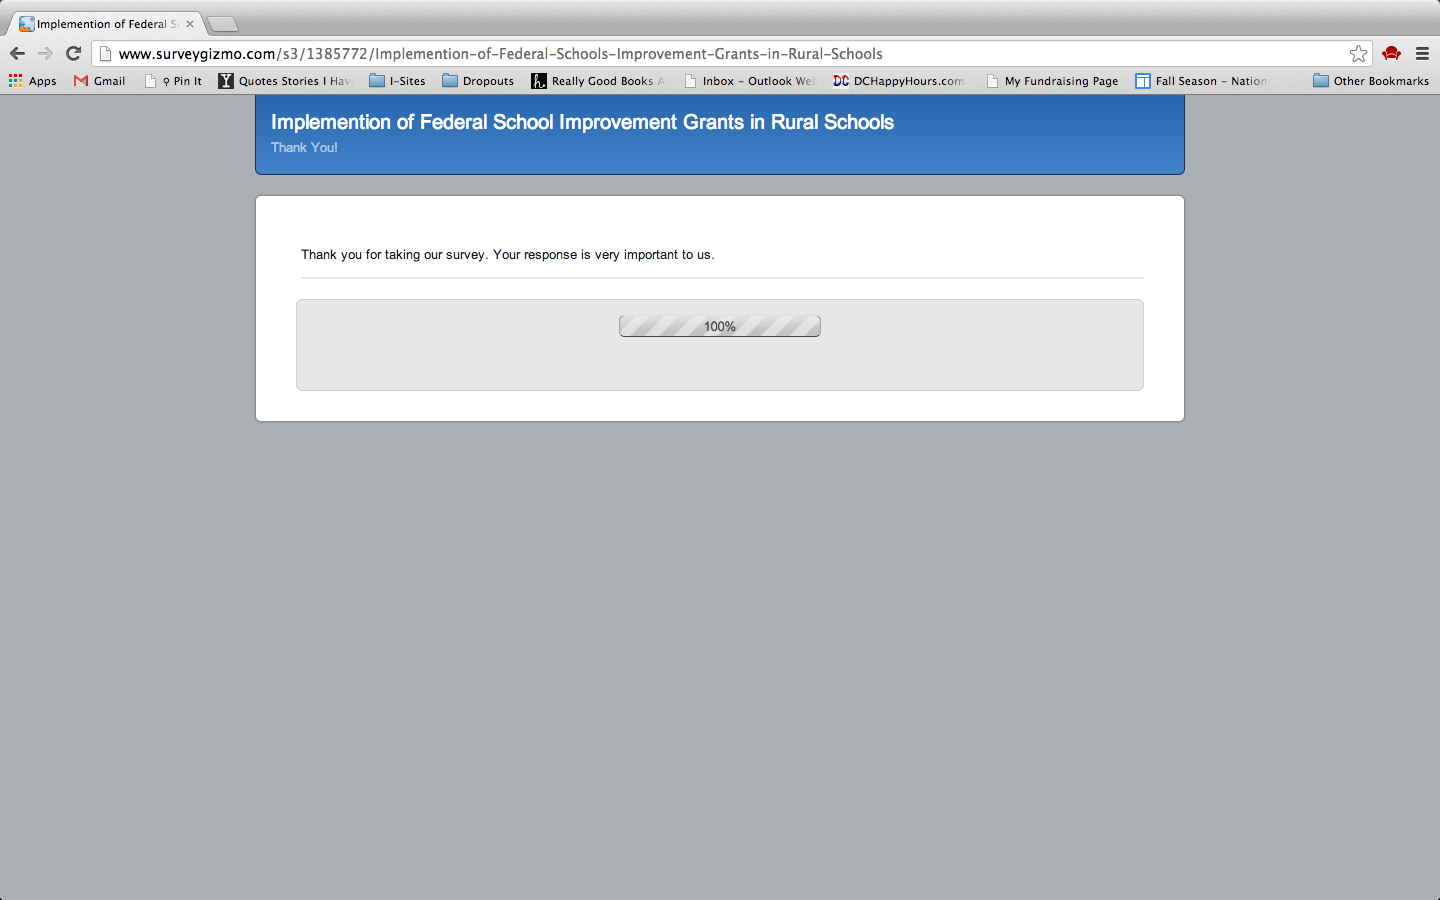 Implemention of Federal S
www.surveygizmo.com/s3/1385772/Implemention-of-Federal-Schools-Improvement-Grants-in-Rural-Schools
Apps Gmail Pin It Quotes Stories I Hav I-Sites Dropouts Really Good Books A Inbox – Outlook Web DCHappyHours.com My Fundraising Page Fall Season – Nation Other Bookmarks
Implemention of Federal School Improvement Grants in Rural Schools
Thank You!
Thank you for taking our survey. Your response is very important to us.
100%